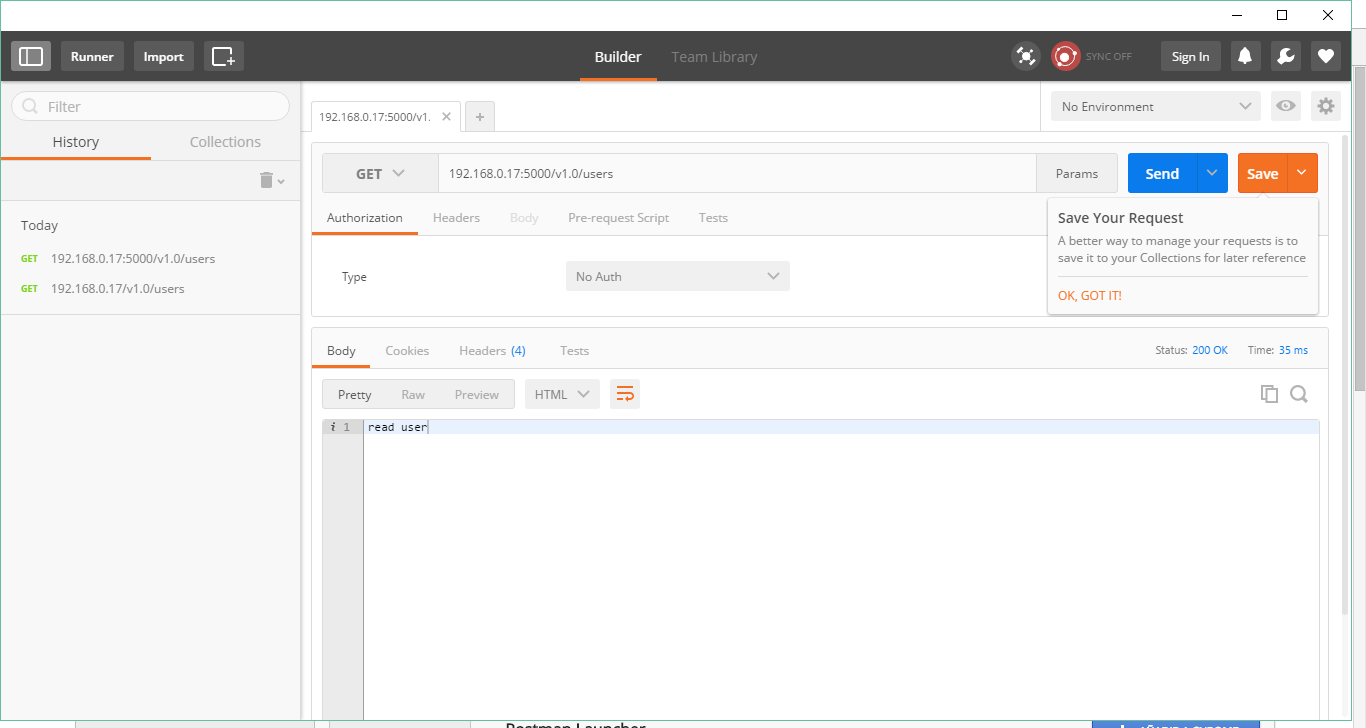 Runner Import Builder Team Library SYNC OFF Sign In
Filter
History Collections
Today
GET 192.168.0.17:5000/v1.0/users
GET 192.168.0.17/v1.0/users
192.168.0.17:5000/v1. No Environment
GET 192.168.0.17:5000/v1.0/users Params Send Save
Authorization Headers Body Pre-request Script Tests
Type No Auth
Save Your Request
A better way to manage your requests is to
save it to your Collections for later reference
OK, GOT IT!
Body Cookies Headers (4) Tests Status: 200 OK Time: 35 ms
Pretty Raw Preview HTML
i 1 read user
Postman Launcher